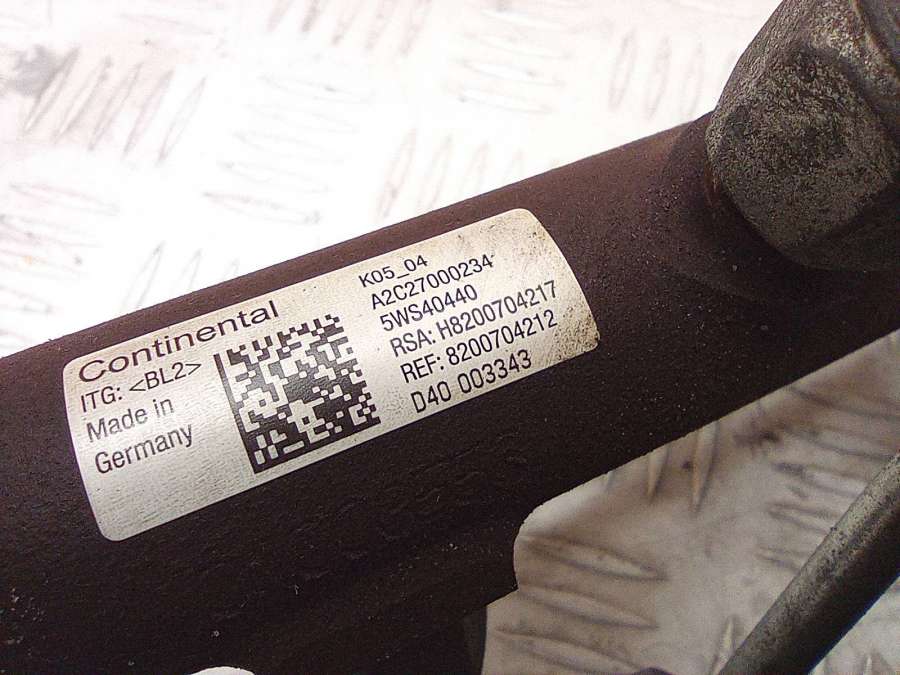 Continental
ITG: <BL2>
Made in
Germany
K05_04
A2C27000234
5WS40440
RSA: H8200704217
REF: 8200704212
D40 003343